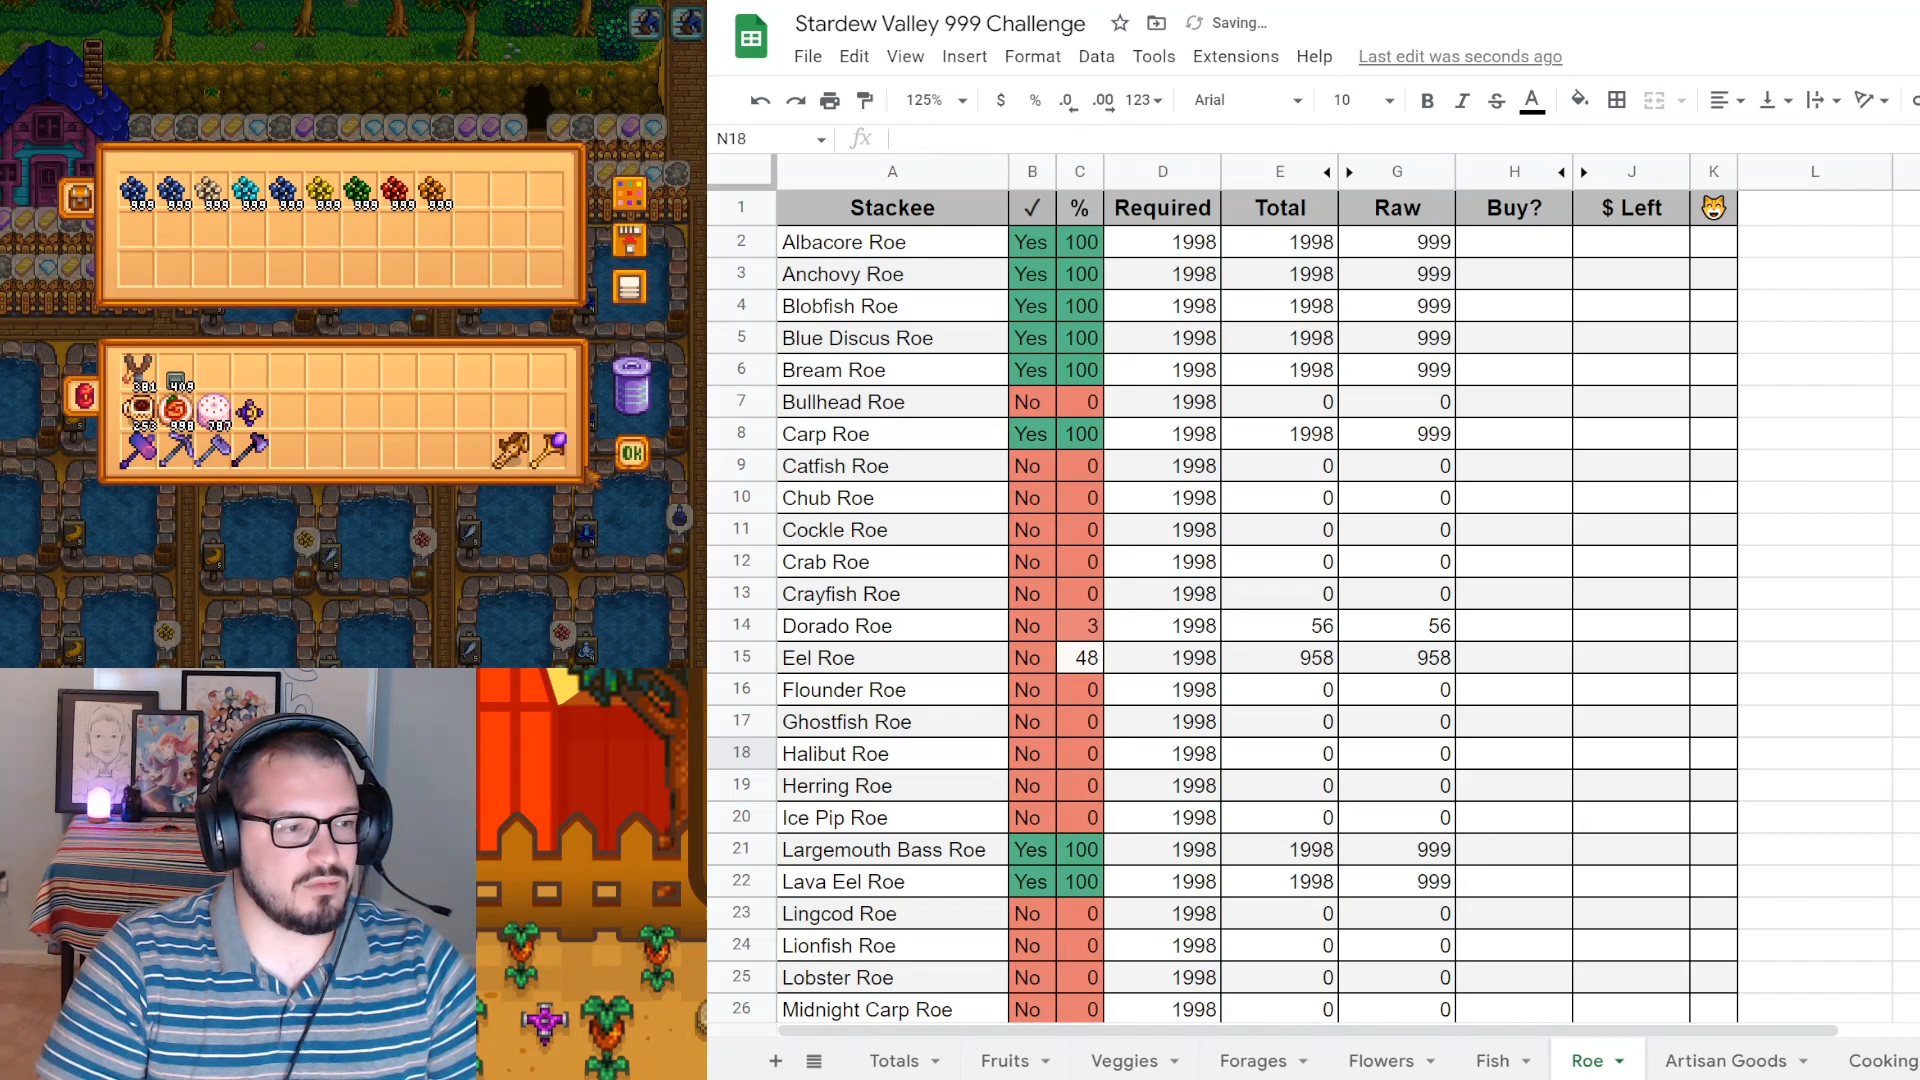 Stardew Valley 999 Challenge Saving…
File Edit View Insert Format Data Tools Extensions Help Last edit was seconds ago
125% $ % .0 .00 123 Arial 10 B I S A
N18 fx
A B C D E G H J K L
1 Stackee ✓ % Required Total Raw Buy? $ Left
2 Albacore Roe Yes 100 1998 1998 999
3 Anchovy Roe Yes 100 1998 1998 999
4 Blobfish Roe Yes 100 1998 1998 999
5 Blue Discus Roe Yes 100 1998 1998 999
6 Bream Roe Yes 100 1998 1998 999
7 Bullhead Roe No 0 1998 0 0
8 Carp Roe Yes 100 1998 1998 999
9 Catfish Roe No 0 1998 0 0
10 Chub Roe No 0 1998 0 0
11 Cockle Roe No 0 1998 0 0
12 Crab Roe No 0 1998 0 0
13 Crayfish Roe No 0 1998 0 0
14 Dorado Roe No 3 1998 56 56
15 Eel Roe No 48 1998 958 958
16 Flounder Roe No 0 1998 0 0
17 Ghostfish Roe No 0 1998 0 0
18 Halibut Roe No 0 1998 0 0
19 Herring Roe No 0 1998 0 0
20 Ice Pip Roe No 0 1998 0 0
21 Largemouth Bass Roe Yes 100 1998 1998 999
22 Lava Eel Roe Yes 100 1998 1998 999
23 Lingcod Roe No 0 1998 0 0
24 Lionfish Roe No 0 1998 0 0
25 Lobster Roe No 0 1998 0 0
26 Midnight Carp Roe No 0 1998 0 0
+ Totals Fruits Veggies Forages Flowers Fish Roe Artisan Goods Cooking
999 999 999 999 999 999 999 999 999
381 409
253 998 787
OK